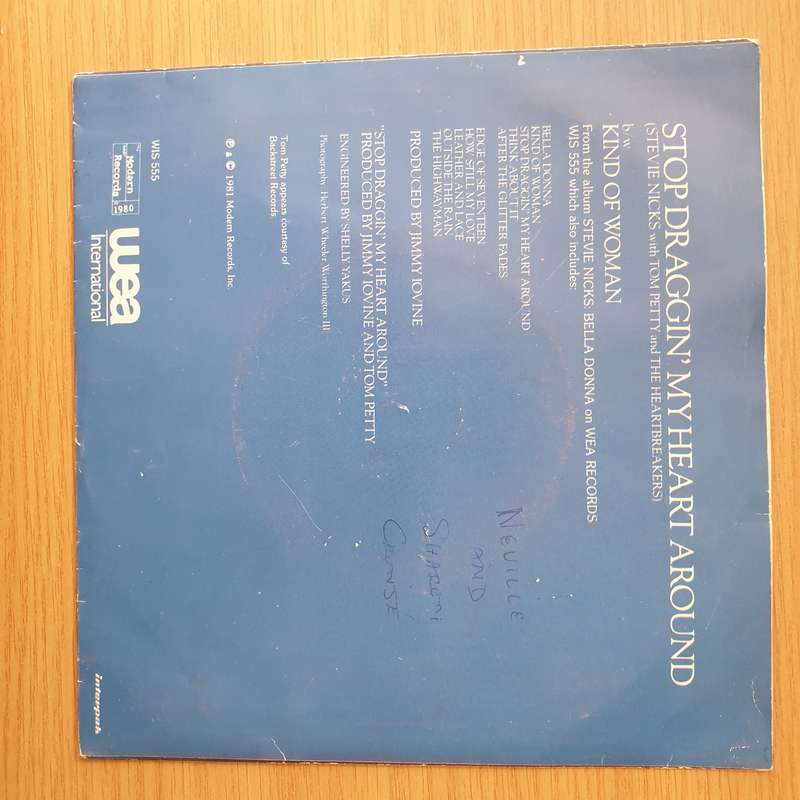 STOP DRAGGIN' MY HEART AROUND
(STEVIE NICKS with TOM PETTY and THE HEARTBREAKERS)
b/w
KIND OF WOMAN
From the album STEVIE NICKS: BELLA DONNA on WEA RECORDS
WIS 555 which also includes:
BELLA DONNA
KIND OF WOMAN
STOP DRAGGIN' MY HEART AROUND
THINK ABOUT IT
AFTER THE GLITTER FADES
EDGE OF SEVENTEEN
HOW STILL MY LOVE
LEATHER AND LACE
OUTSIDE THE RAIN
THE HIGHWAYMAN
PRODUCED BY JIMMY IOVINE
"STOP DRAGGIN' MY HEART AROUND"
PRODUCED BY JIMMY IOVINE AND TOM PETTY
ENGINEERED BY SHELLY YAKUS
Photography: Herbert Wheeler Worthington III
Tom Petty appears courtesy of
Backstreet Records
℗ & © 1981 Modern Records, Inc.
WIS 555
Modern
Records
1980
wea
International
NEVILLE
AND
interpak